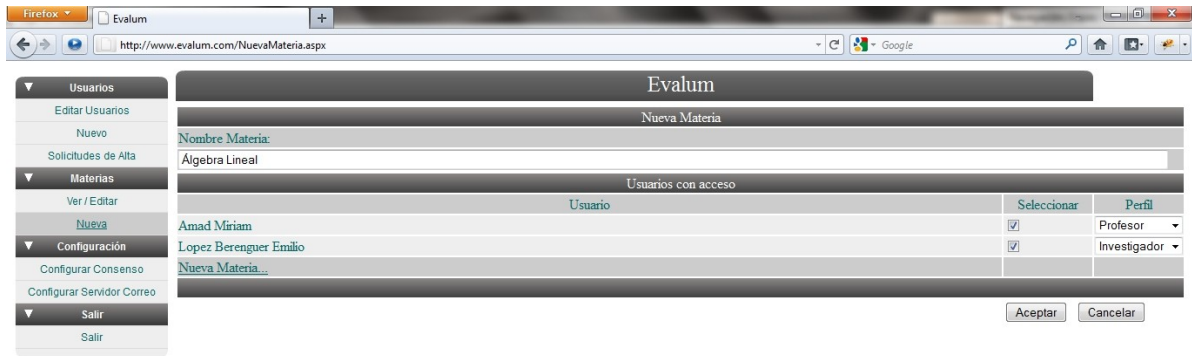 Firefox
Evalum
http://www.evalum.com/NuevaMateria.aspx
Google
Usuarios
Editar Usuarios
Nuevo
Solicitudes de Alta
Materias
Ver / Editar
Nueva
Configuración
Configurar Consenso
Configurar Servidor Correo
Salir
Salir
Evalum
Nueva Materia
Nombre Materia:
Álgebra Lineal
Usuarios con acceso
Usuario Seleccionar Perfil
Amad Miriam Profesor
Lopez Berenguer Emilio Investigador
Nueva Materia...
Aceptar Cancelar